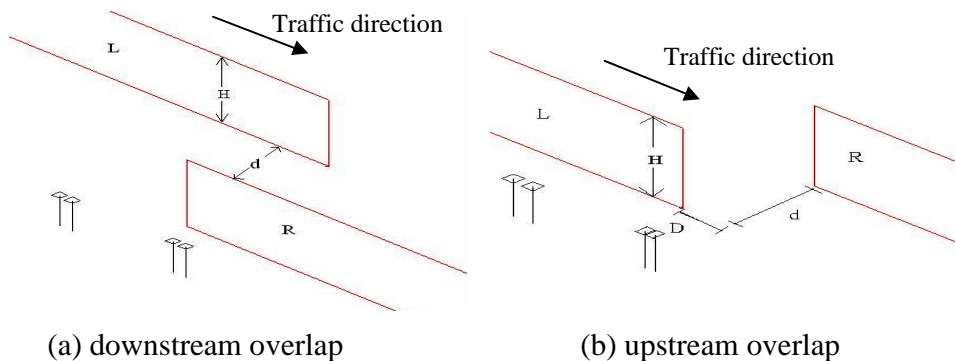 Traffic direction
L
H
d
R
(a) downstream overlap
Traffic direction
L
H
R
D
d
(b) upstream overlap